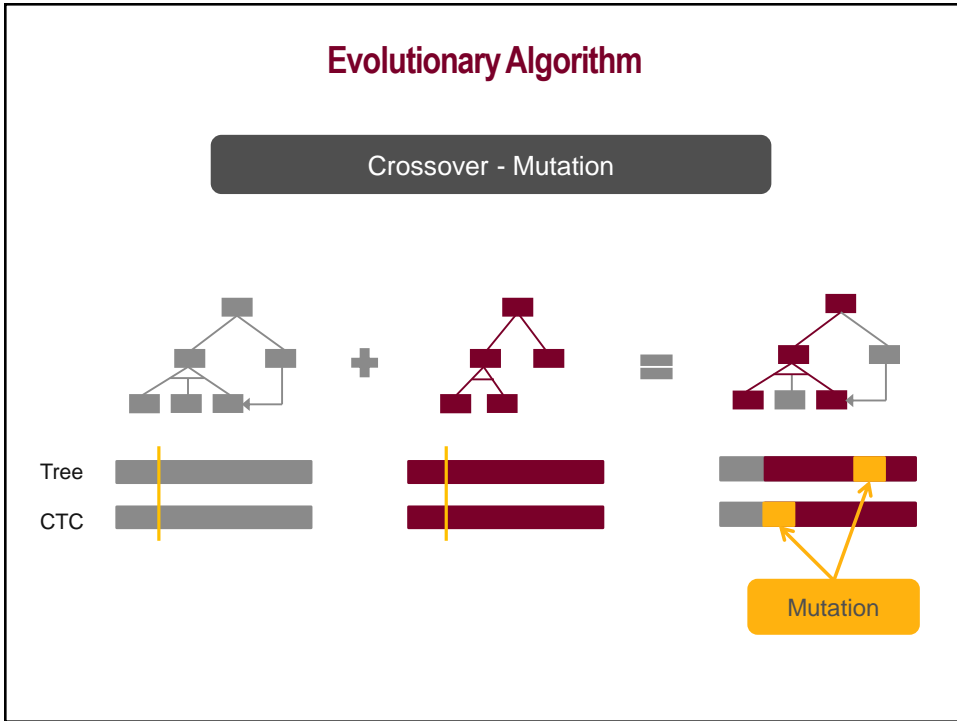 Evolutionary Algorithm
Crossover - Mutation
Tree
CTC
Mutation